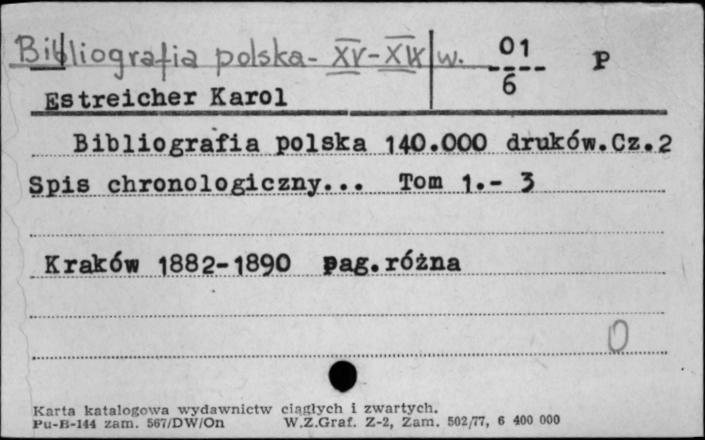 Bibliografia polska - XV-XIX w. 01 P
6
Estreicher Karol
Bibliografia polska 140.000 druków.Cz.2
Spis chronologiczny... Tom 1.- 3
Kraków 1882-1890 pag.różna
0
Karta katalogowa wydawnictw ciągłych i zwartych.
Pu-B-144 zam. 567/DW/On W.Z.Graf. Z-2, Zam. 502/77, 6 400 000